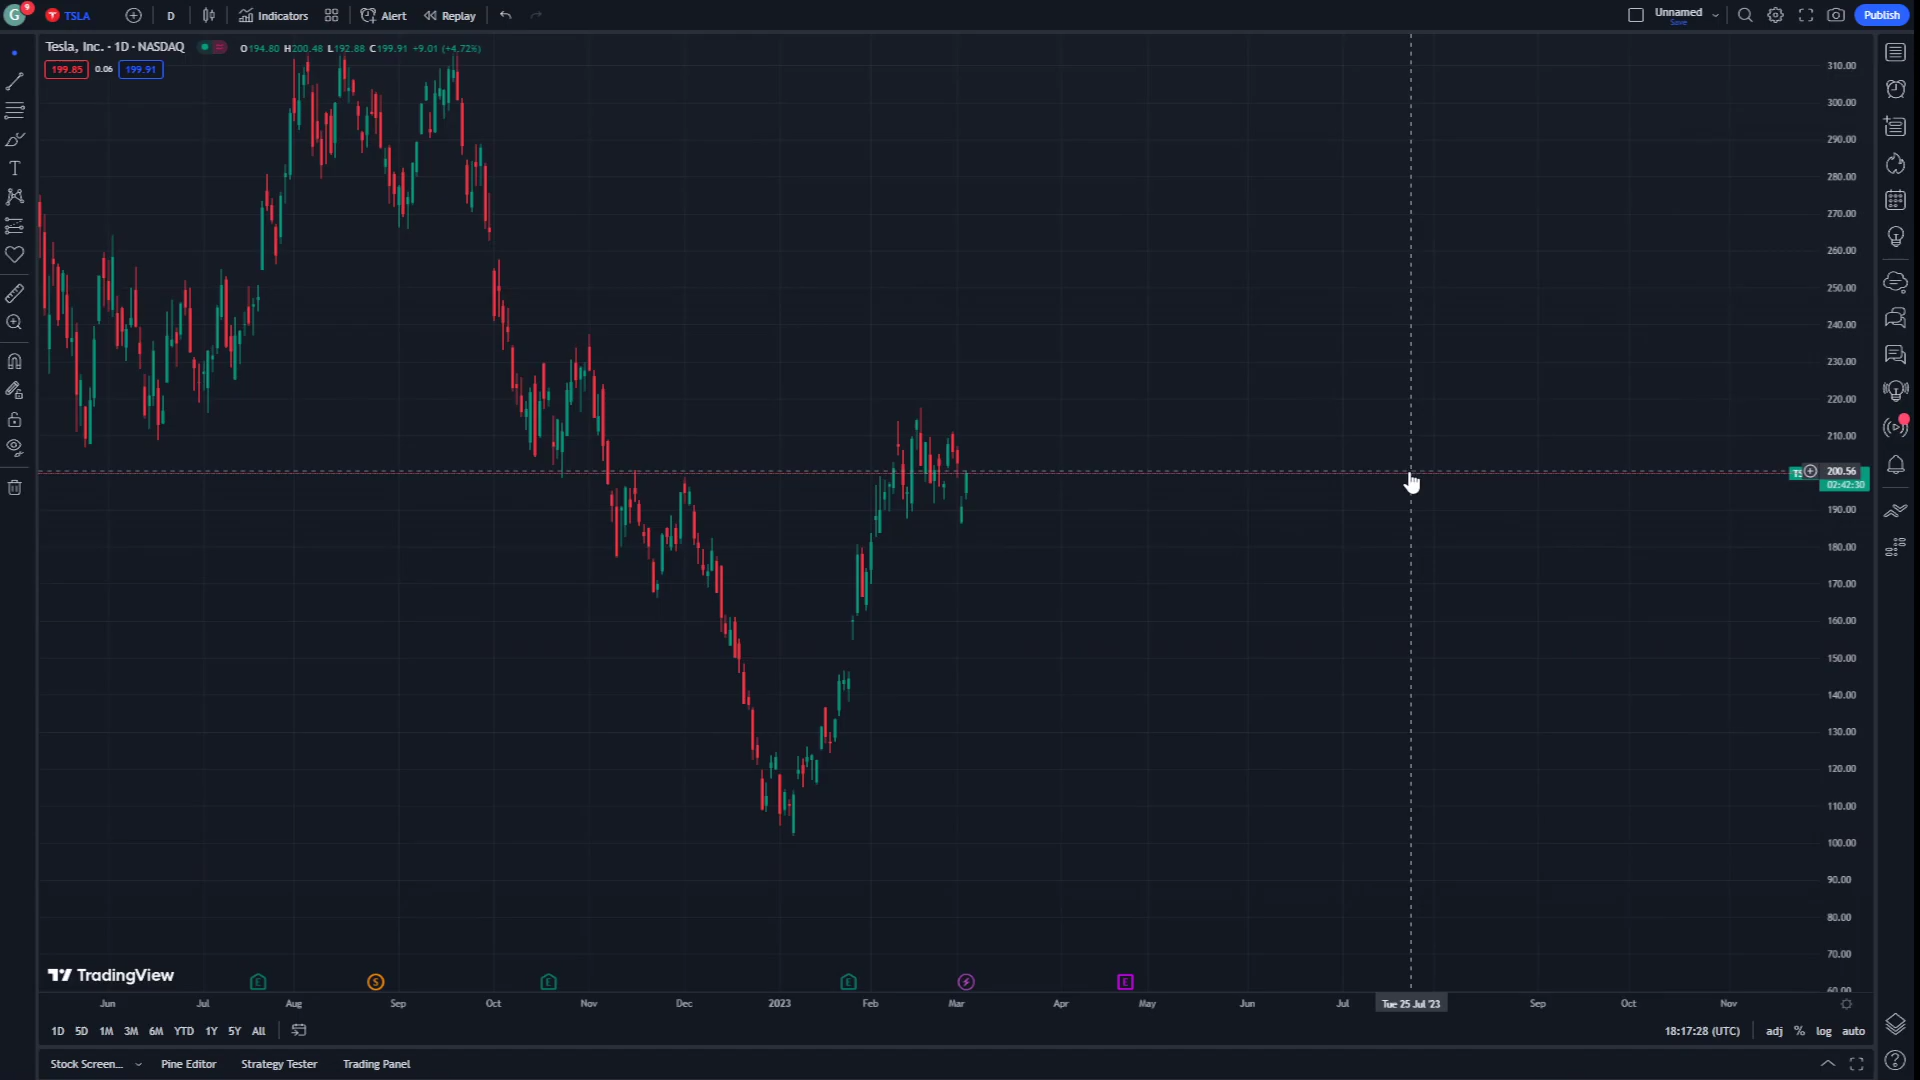 G 9 TSLA D Indicators Alert Replay Unnamed Save Publish
Tesla, Inc. · 1D · NASDAQ O194.80 H200.48 L192.88 C199.91 +9.01 (+4.72%)
199.85 0.06 199.91
310.00
300.00
290.00
280.00
270.00
260.00
250.00
240.00
230.00
220.00
210.00
TS 200.56
02:42:30
190.00
180.00
170.00
160.00
150.00
140.00
130.00
120.00
110.00
100.00
90.00
80.00
70.00
60.00
TradingView
E S E E E
Jun Jul Aug Sep Oct Nov Dec 2023 Feb Mar Apr May Jun Jul Tue 25 Jul '23 Sep Oct Nov
1D 5D 1M 3M 6M YTD 1Y 5Y All 18:17:28 (UTC) adj % log auto
Stock Screen... Pine Editor Strategy Tester Trading Panel